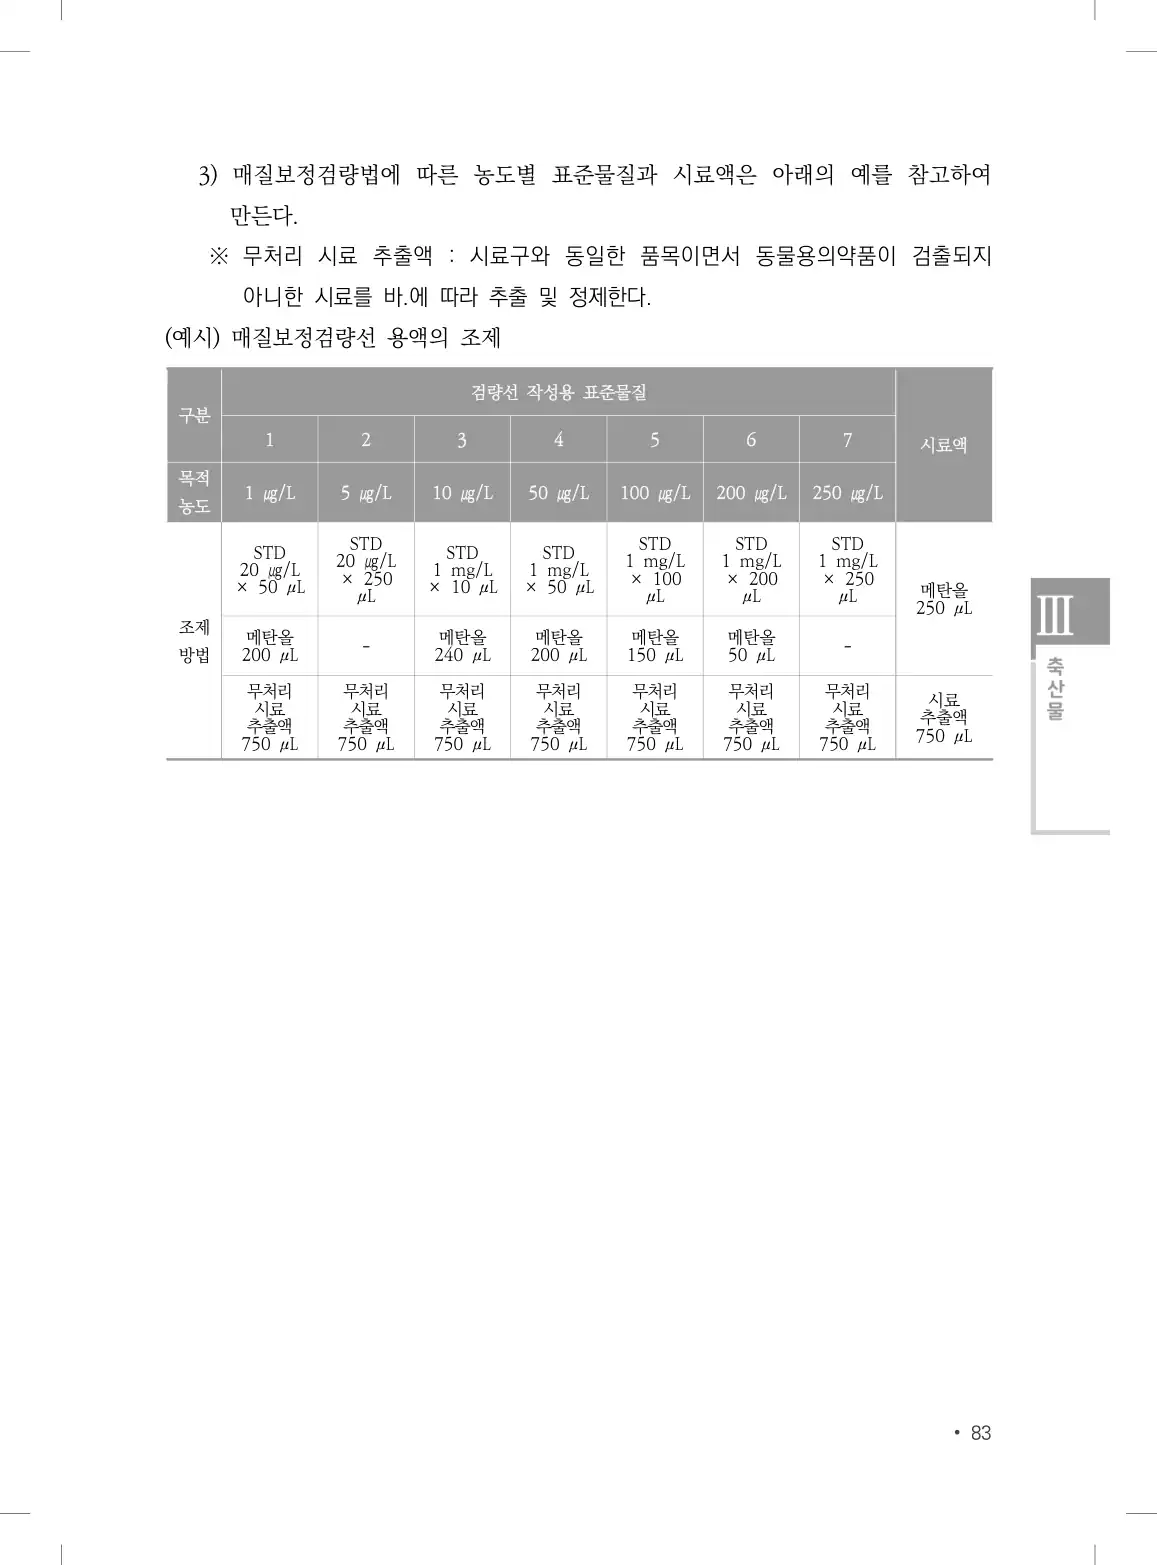 3) 매질보정검량법에 따른 농도별 표준물질과 시료액은 아래의 예를 참고하여
만든다.
※ 무처리 시료 추출액 : 시료구와 동일한 품목이면서 동물용의약품이 검출되지
아니한 시료를 바.에 따라 추출 및 정제한다.
(예시) 매질보정검량선 용액의 조제
구분 검량선 작성용 표준물질 시료액
1 2 3 4 5 6 7
목적 농도 1 ㎍/L 5 ㎍/L 10 ㎍/L 50 ㎍/L 100 ㎍/L 200 ㎍/L 250 ㎍/L
조제 방법
STD 20 ㎍/L × 50 μL
STD 20 ㎍/L × 250 μL
STD 1 mg/L × 10 μL
STD 1 mg/L × 50 μL
STD 1 mg/L × 100 μL
STD 1 mg/L × 200 μL
STD 1 mg/L × 250 μL
메탄올 250 μL
메탄올 200 μL
-
메탄올 240 μL
메탄올 200 μL
메탄올 150 μL
메탄올 50 μL
-
무처리 시료 추출액 750 μL
무처리 시료 추출액 750 μL
무처리 시료 추출액 750 μL
무처리 시료 추출액 750 μL
무처리 시료 추출액 750 μL
무처리 시료 추출액 750 μL
무처리 시료 추출액 750 μL
시료 추출액 750 μL
Ⅲ
축산물
• 83